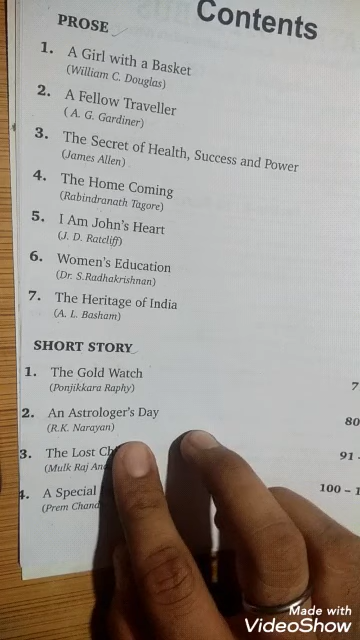 Contents
PROSE
1. A Girl with a Basket
(William C. Douglas)
2. A Fellow Traveller
( A. G. Gardiner)
3. The Secret of Health, Success and Power
(James Allen)
4. The Home Coming
(Rabindranath Tagore)
5. I Am John's Heart
(J. D. Ratcliff)
6. Women's Education
(Dr. S.Radhakrishnan)
7. The Heritage of India
(A. L. Basham)
SHORT STORY
1. The Gold Watch
(Ponjikkara Raphy)
2. An Astrologer's Day 80
(R.K. Narayan)
3. The Lost 91
(Mulk Raj
4. A Special 100
(Prem
Made with
VideoShow